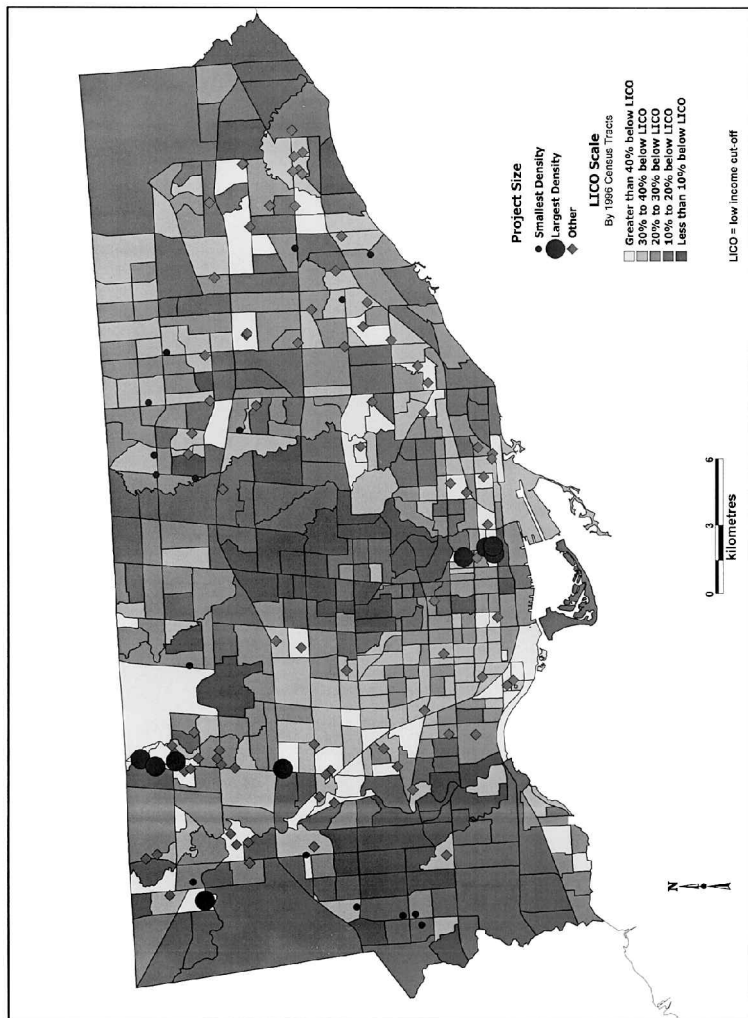 Project Size
Smallest Density
Largest Density
Other
LICO Scale
By 1996 Census Tracts
Greater than 40% below LICO
30% to 40% below LICO
20% to 30% below LICO
10% to 20% below LICO
Less than 10% below LICO
LICO = low income cut-off
0 3 6
kilometres
N